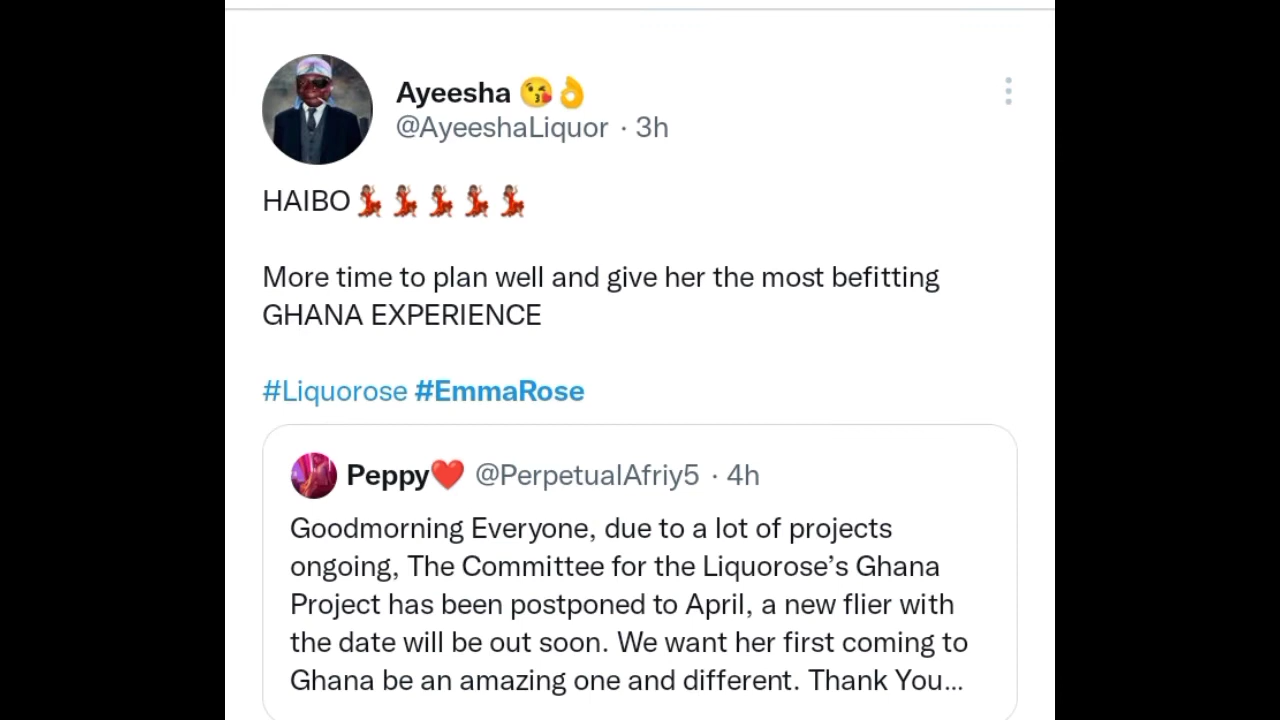 Ayeesha 😘👌
@AyeeshaLiquor · 3h
HAIBO💃🏽💃🏽💃🏽💃🏽💃🏽
More time to plan well and give her the most befitting
GHANA EXPERIENCE
#Liquorose #EmmaRose
Peppy❤️ @PerpetualAfriy5 · 4h
Goodmorning Everyone, due to a lot of projects
ongoing, The Committee for the Liquorose’s Ghana
Project has been postponed to April, a new flier with
the date will be out soon. We want her first coming to
Ghana be an amazing one and different. Thank You...